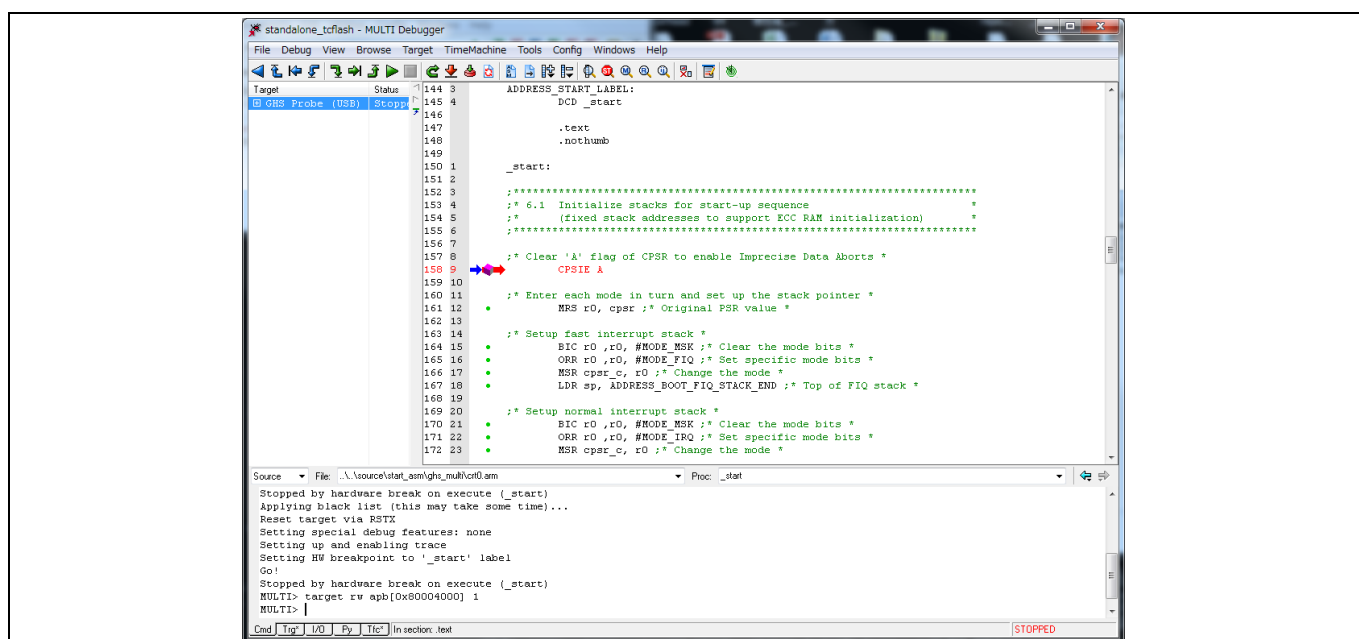 standalone_tcflash - MULTI Debugger
File Debug View Browse Target TimeMachine Tools Config Windows Help
Target Status
GHS Probe (USB) Stoppe
144 3 ADDRESS_START_LABEL:
145 4 DCD _start
146
147 .text
148 .nothumb
149
150 1 _start:
151 2
152 3 ;*************************************************************************
153 4 ;* 6.1 Initialize stacks for start-up sequence *
154 5 ;* (fixed stack addresses to support ECC RAM initialization) *
155 6 ;*************************************************************************
156 7
157 8 ;* Clear 'A' flag of CPSR to enable Imprecise Data Aborts *
158 9 CPSIE A
159 10
160 11 ;* Enter each mode in turn and set up the stack pointer *
161 12 MRS r0, cpsr ;* Original PSR value *
162 13
163 14 ;* Setup fast interrupt stack *
164 15 BIC r0 ,r0, #MODE_MSK ;* Clear the mode bits *
165 16 ORR r0 ,r0, #MODE_FIQ ;* Set specific mode bits *
166 17 MSR cpsr_c, r0 ;* Change the mode *
167 18 LDR sp, ADDRESS_BOOT_FIQ_STACK_END ;* Top of FIQ stack *
168 19
169 20 ;* Setup normal interrupt stack *
170 21 BIC r0 ,r0, #MODE_MSK ;* Clear the mode bits *
171 22 ORR r0 ,r0, #MODE_IRQ ;* Set specific mode bits *
172 23 MSR cpsr_c, r0 ;* Change the mode *
Source File: ..\..\source\start_asm\ghs_multi\crt0.arm Proc: _start
Stopped by hardware break on execute (_start)
Applying black list (this may take some time)...
Reset target via RSTX
Setting special debug features: none
Setting up and enabling trace
Setting HW breakpoint to '_start' label
Go!
Stopped by hardware break on execute (_start)
MULTI> target rw apb[0x80004000] 1
MULTI>
Cmd Trg* I/O Py Tfc* In section: .text STOPPED